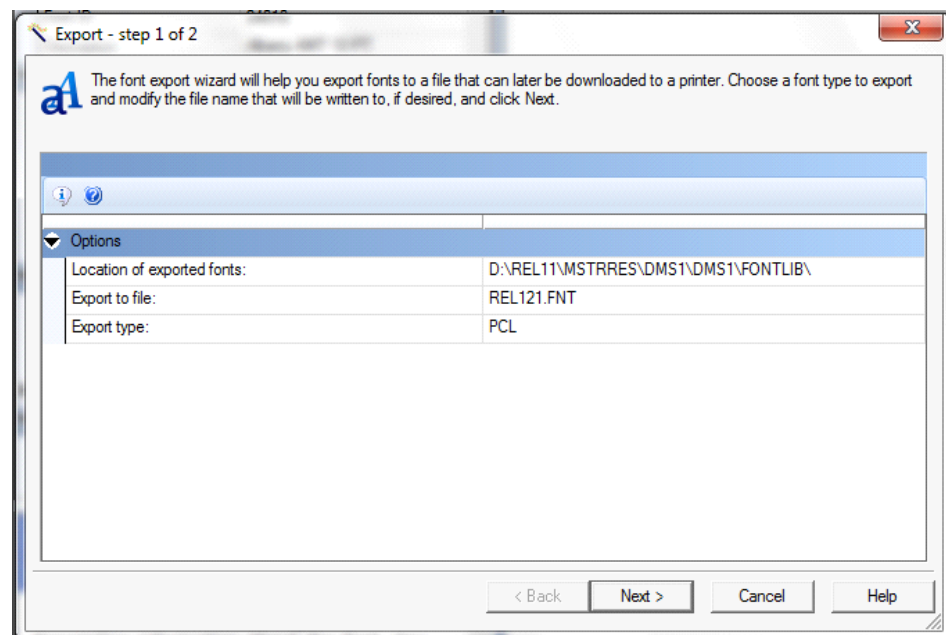 Export - step 1 of 2
The font export wizard will help you export fonts to a file that can later be downloaded to a printer. Choose a font type to export
and modify the file name that will be written to, if desired, and click Next.
Options
Location of exported fonts: D:\REL11\MSTRRES\DMS1\DMS1\FONTLIB\
Export to file: REL121.FNT
Export type: PCL
< Back Next > Cancel Help